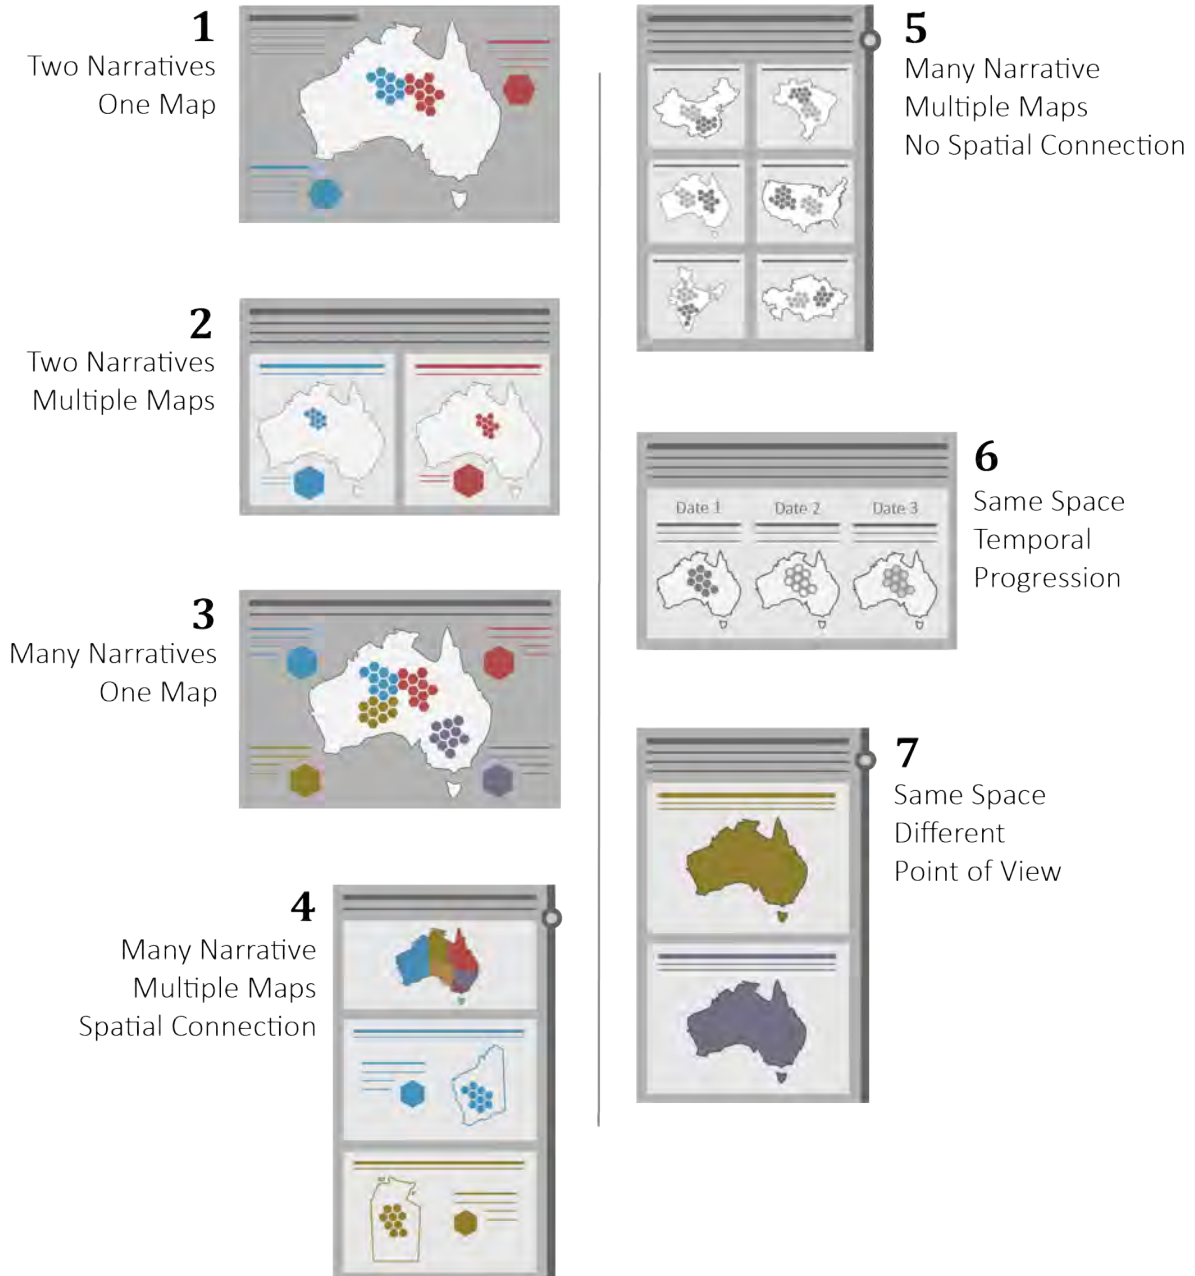 1
Two Narratives
One Map
2
Two Narratives
Multiple Maps
3
Many Narratives
One Map
4
Many Narrative
Multiple Maps
Spatial Connection
5
Many Narrative
Multiple Maps
No Spatial Connection
6
Same Space
Temporal
Progression
Date 1 Date 2 Date 3
7
Same Space
Different
Point of View